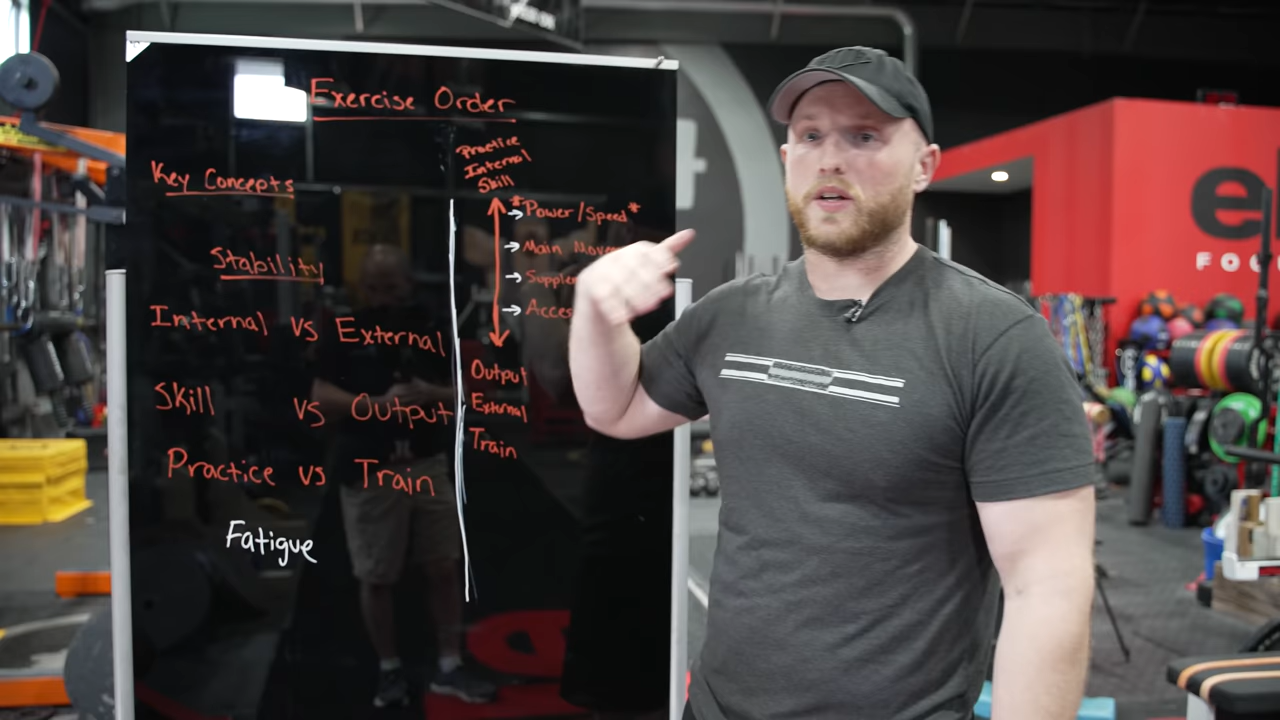 Exercise Order
Key Concepts
Stability
Internal vs External
Skill vs Output
Practice vs Train
Fatigue
Practice
Internal
Skill
*Power/Speed*
Main
Output
External
Train